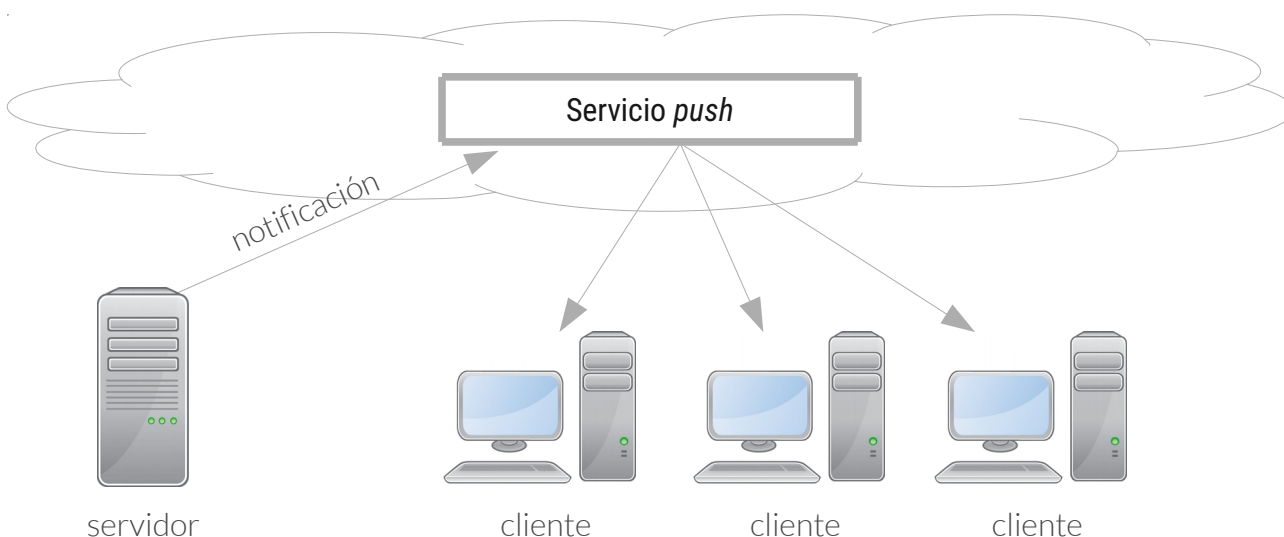 Servicio push
notificación
servidor
cliente
cliente
cliente